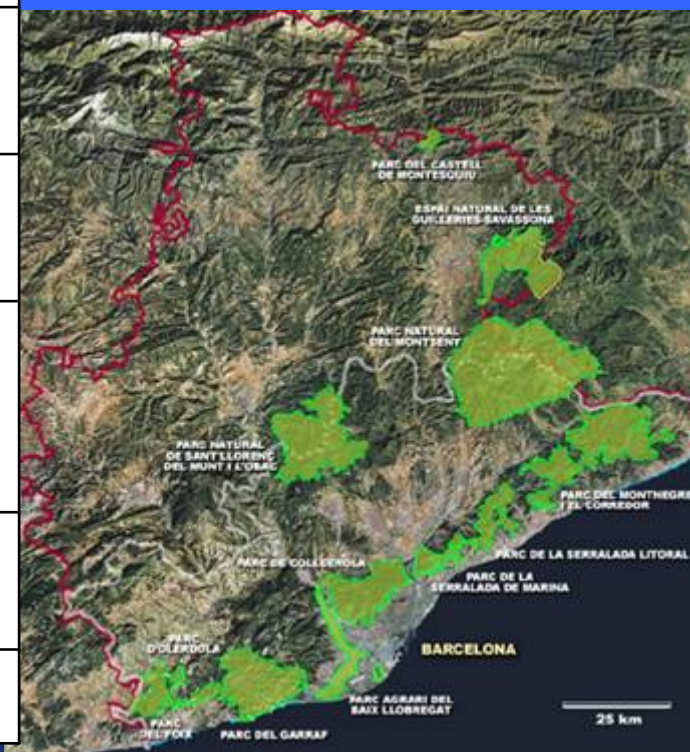 PARC DEL CASTELL
DE MONTESQUIU
ESPAI NATURAL DE LES
GUILLERIES-SAVASSONA
PARC NATURAL
DEL MONTSENY
PARC NATURAL
DE SANT LLORENÇ
DEL MUNT I L'OBAC
PARC DEL MONTNEGRE
I EL CORREDOR
PARC DE COLLSEROLA
PARC DE LA SERRALADA LITORAL
PARC DE LA
SERRALADA DE MARINA
PARC
D'OLÈRDOLA
BARCELONA
PARC AGRARI DEL
BAIX LLOBREGAT
PARC
DEL FOIX
PARC DEL GARRAF
25 km